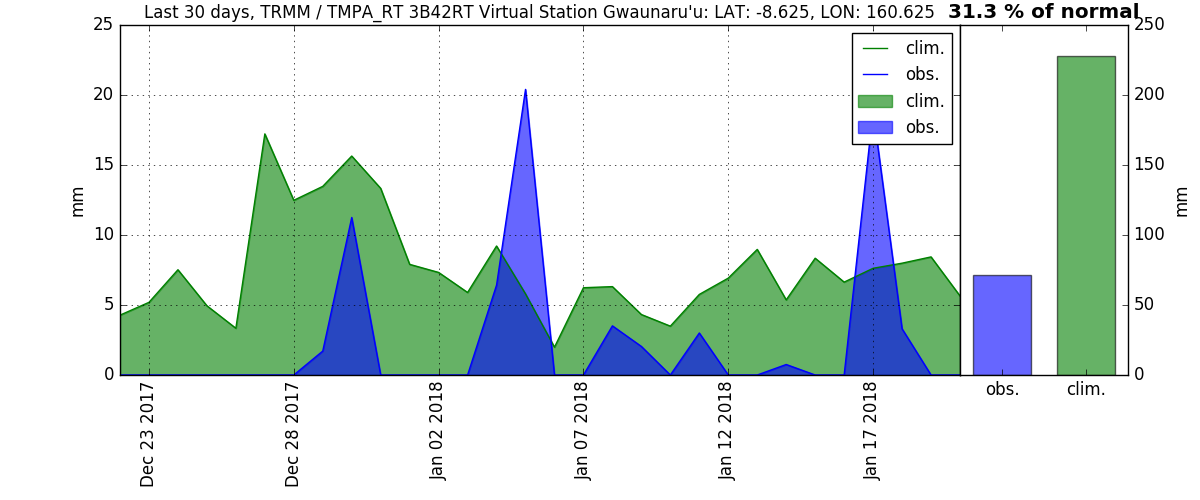 Last 30 days, TRMM / TMPA_RT 3B42RT Virtual Station Gwaunaru'u: LAT: -8.625, LON: 160.625
31.3 % of normal
25
20
15
10
5
0
mm
clim.
obs.
clim.
obs.
Dec 23 2017
Dec 28 2017
Jan 02 2018
Jan 07 2018
Jan 12 2018
Jan 17 2018
250
200
150
100
50
0
mm
obs.
clim.